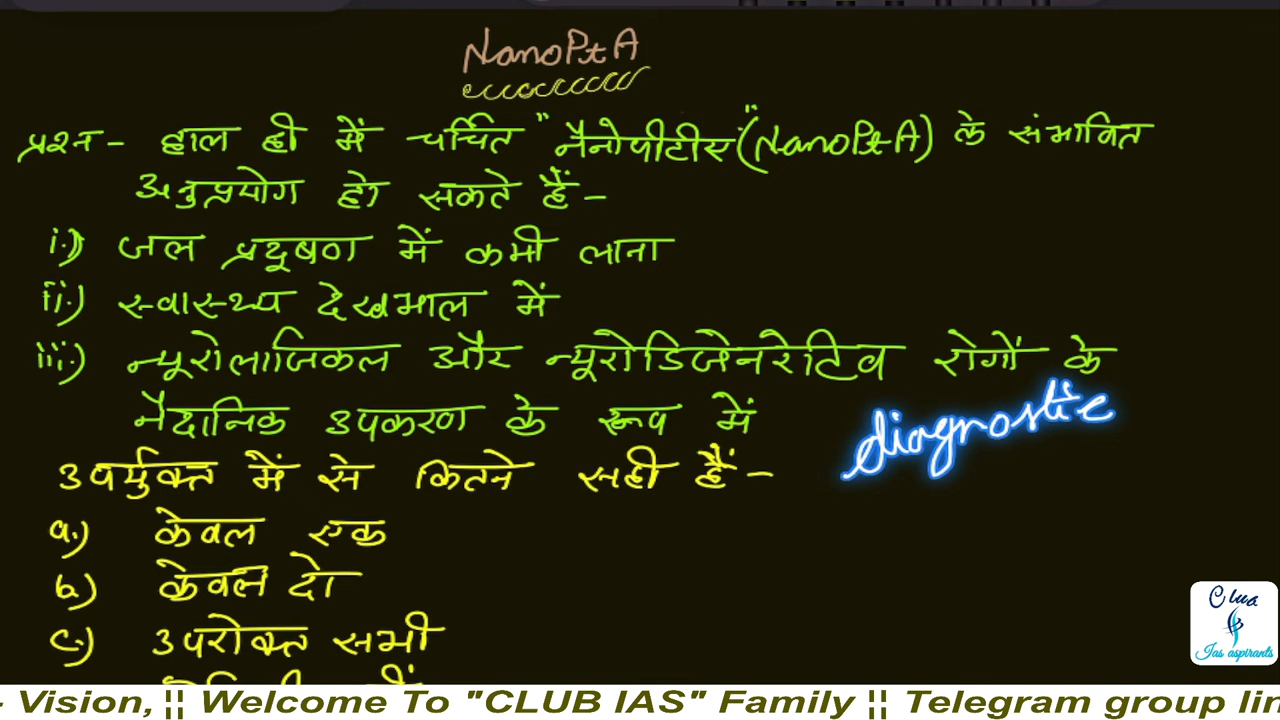 NanoPtA
प्रश्न - हाल ही में चर्चित "नैनोपीटीए" (NanoPtA) के संभावित
अनुप्रयोग हो सकते हैं -
i.) जल प्रदूषण में कमी लाना
ii.) स्वास्थ्य देखभाल में
iii.) न्यूरोलाजिकल और न्यूरोडिजेनरेटिव रोगों के
नैदानिक उपकरण के रूप में
diagnostic
उपर्युक्त में से कितने सही हैं -
a.) केवल एक
b.) केवल दो
c.) उपरोक्त सभी
Club
Ias aspirants
- Vision, ¦¦ Welcome To "CLUB IAS" Family ¦¦ Telegram group lin